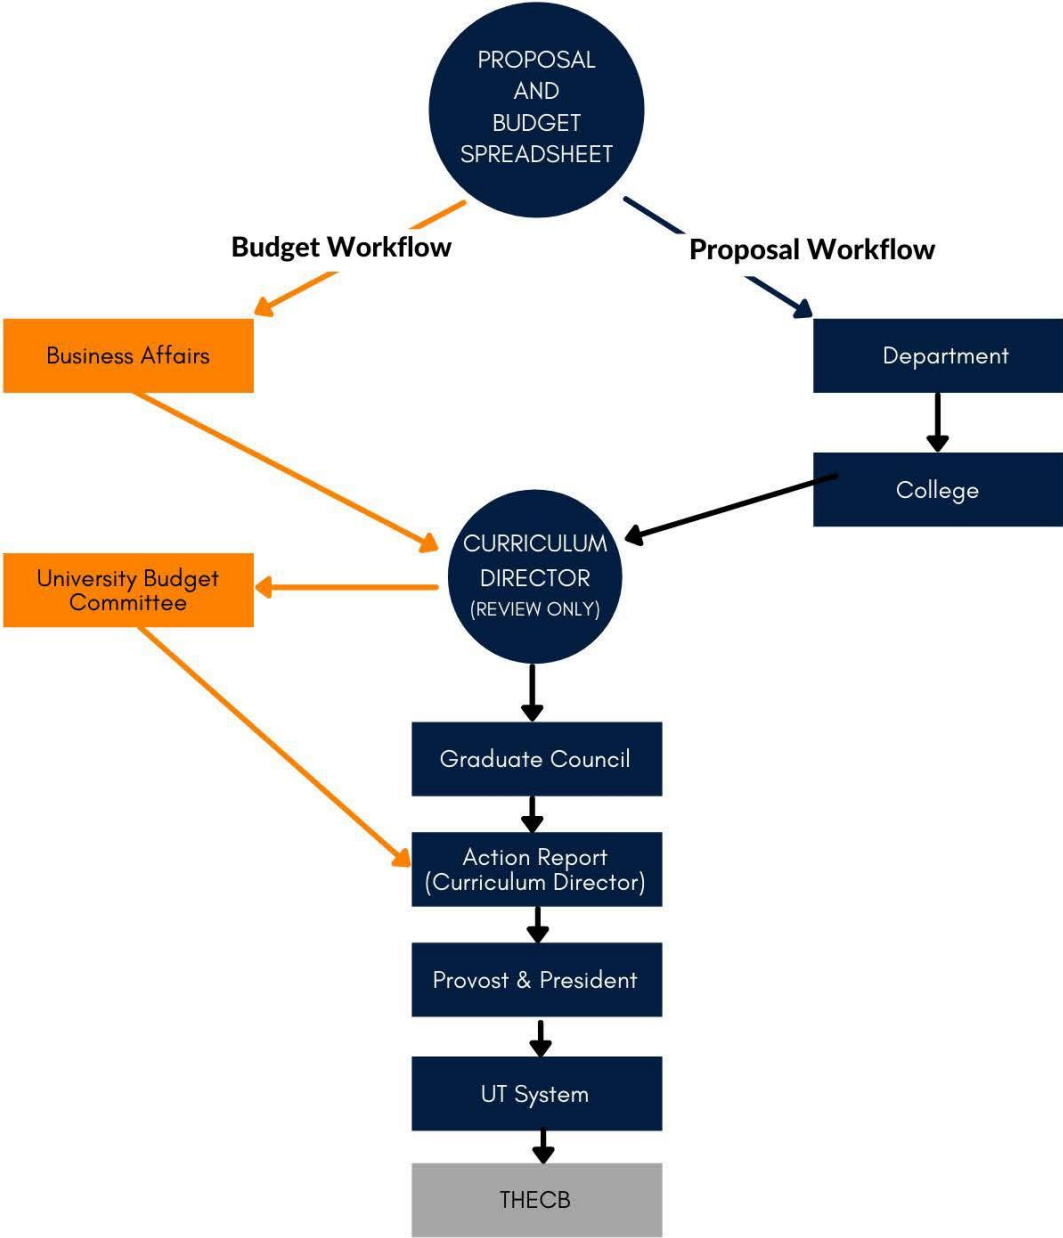 PROPOSAL
AND
BUDGET
SPREADSHEET
Budget Workflow
Proposal Workflow
Business Affairs
Department
College
CURRICULUM
DIRECTOR
(REVIEW ONLY)
University Budget
Committee
Graduate Council
Action Report
(Curriculum Director)
Provost & President
UT System
THECB